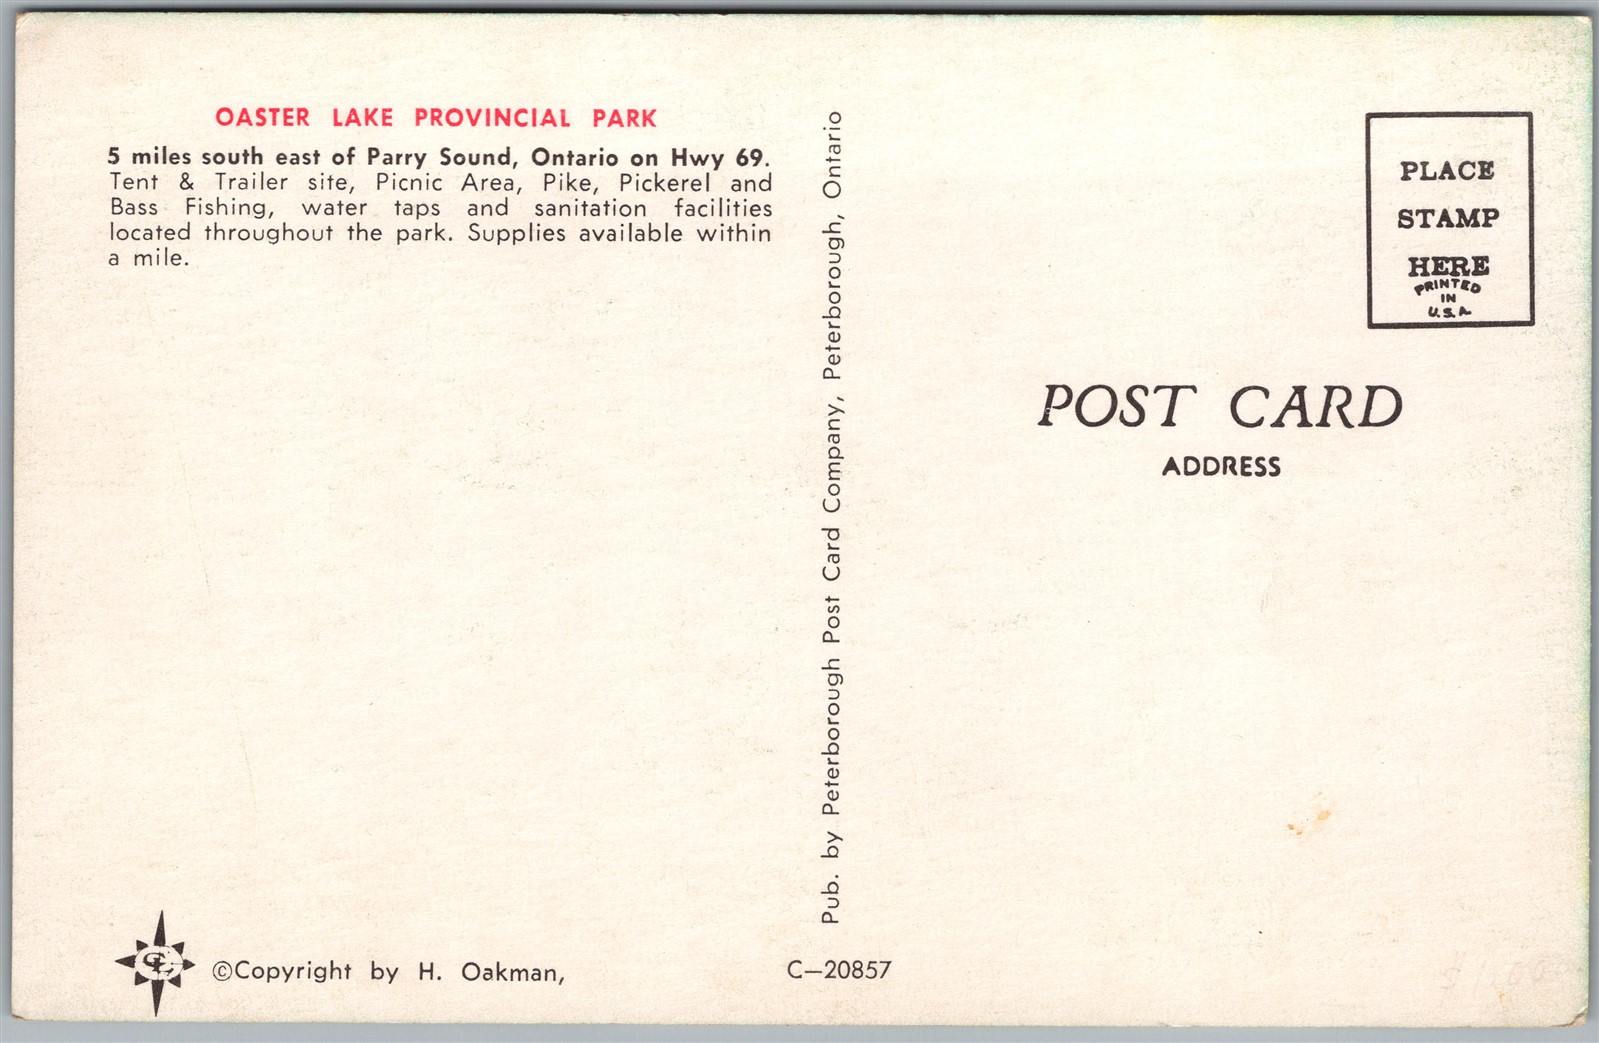 OASTER LAKE PROVINCIAL PARK
5 miles south east of Parry Sound, Ontario on Hwy 69.
Tent & Trailer site, Picnic Area, Pike, Pickerel and
Bass Fishing, water taps and sanitation facilities
located throughout the park. Supplies available within
a mile.
©Copyright by H. Oakman,
C—20857
Pub. by Peterborough Post Card Company, Peterborough, Ontario
PLACE
STAMP
HERE
PRINTED
IN
U.S.A.
POST CARD
ADDRESS